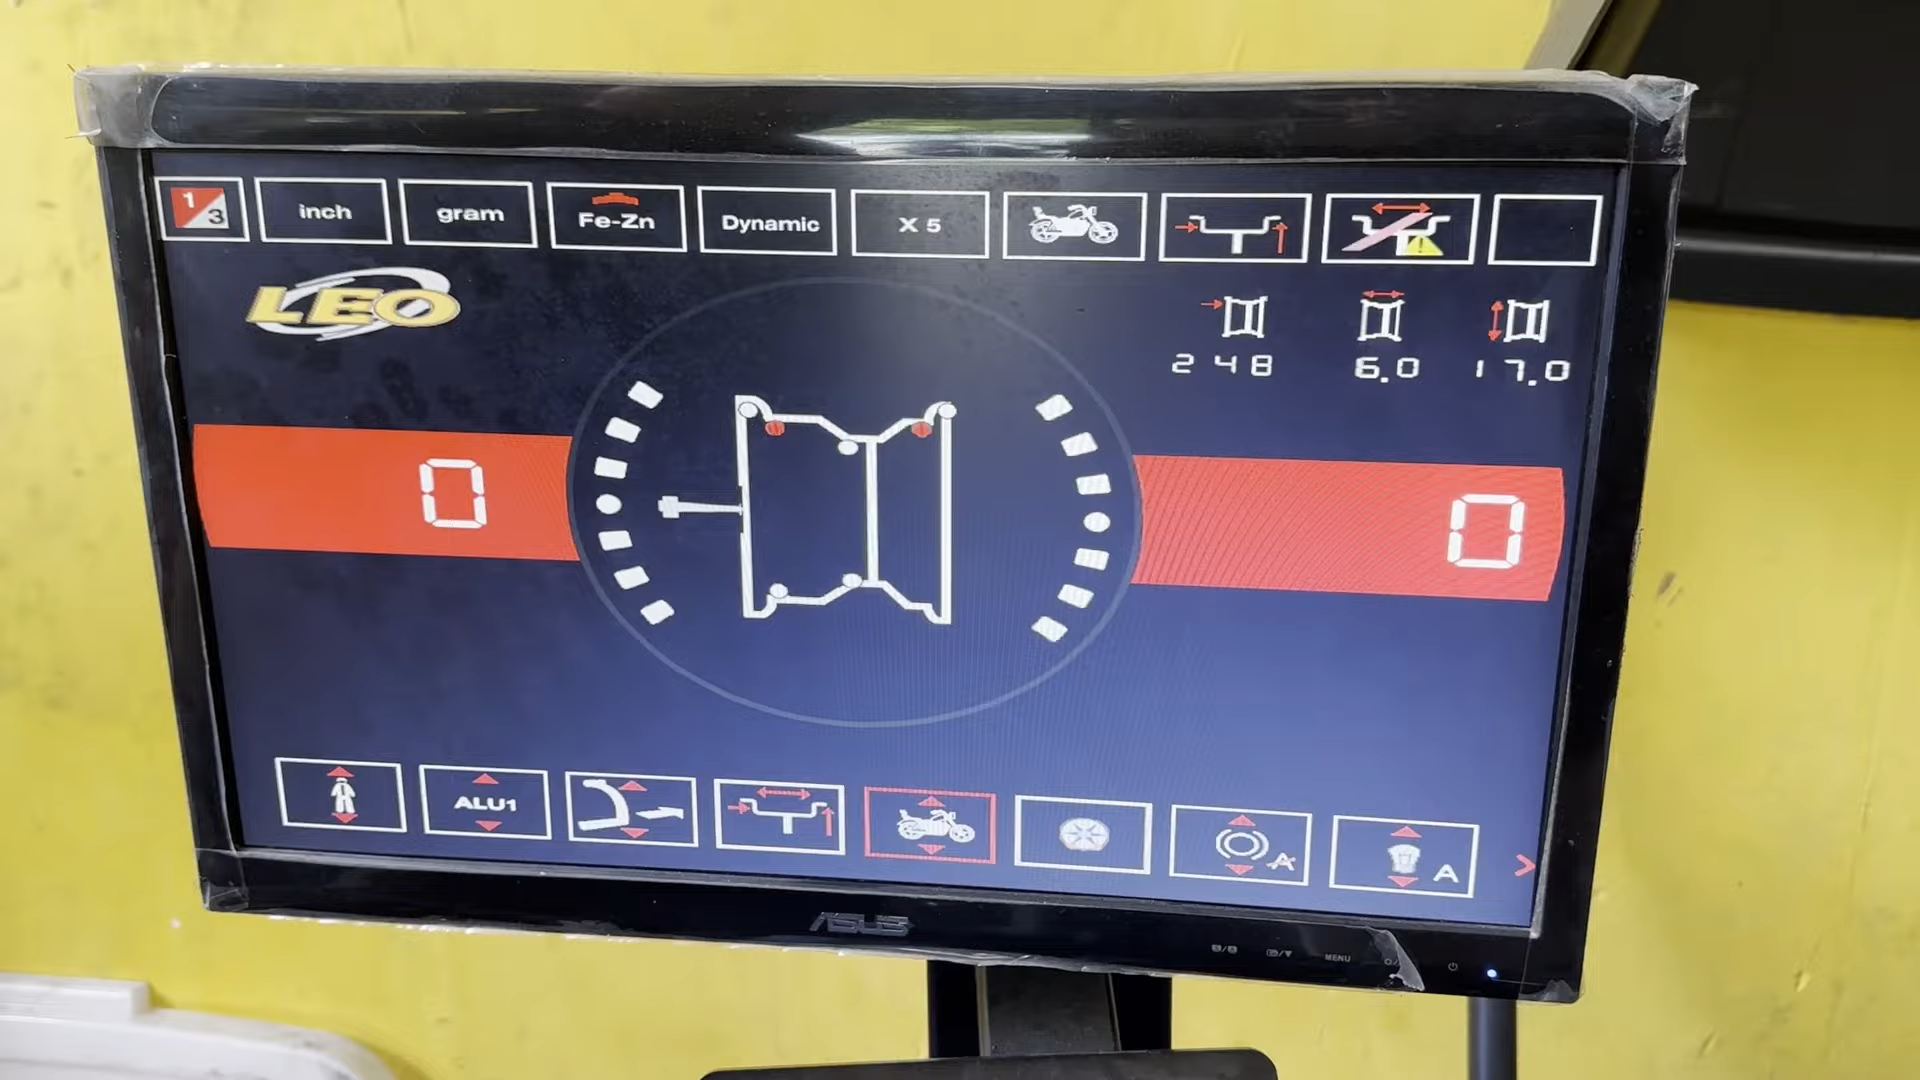 1/3 inch gram Fe-Zn Dynamic X 5
LEO
248 6.0 17.0
0 0
ALU1 A A
ASUS
MENU